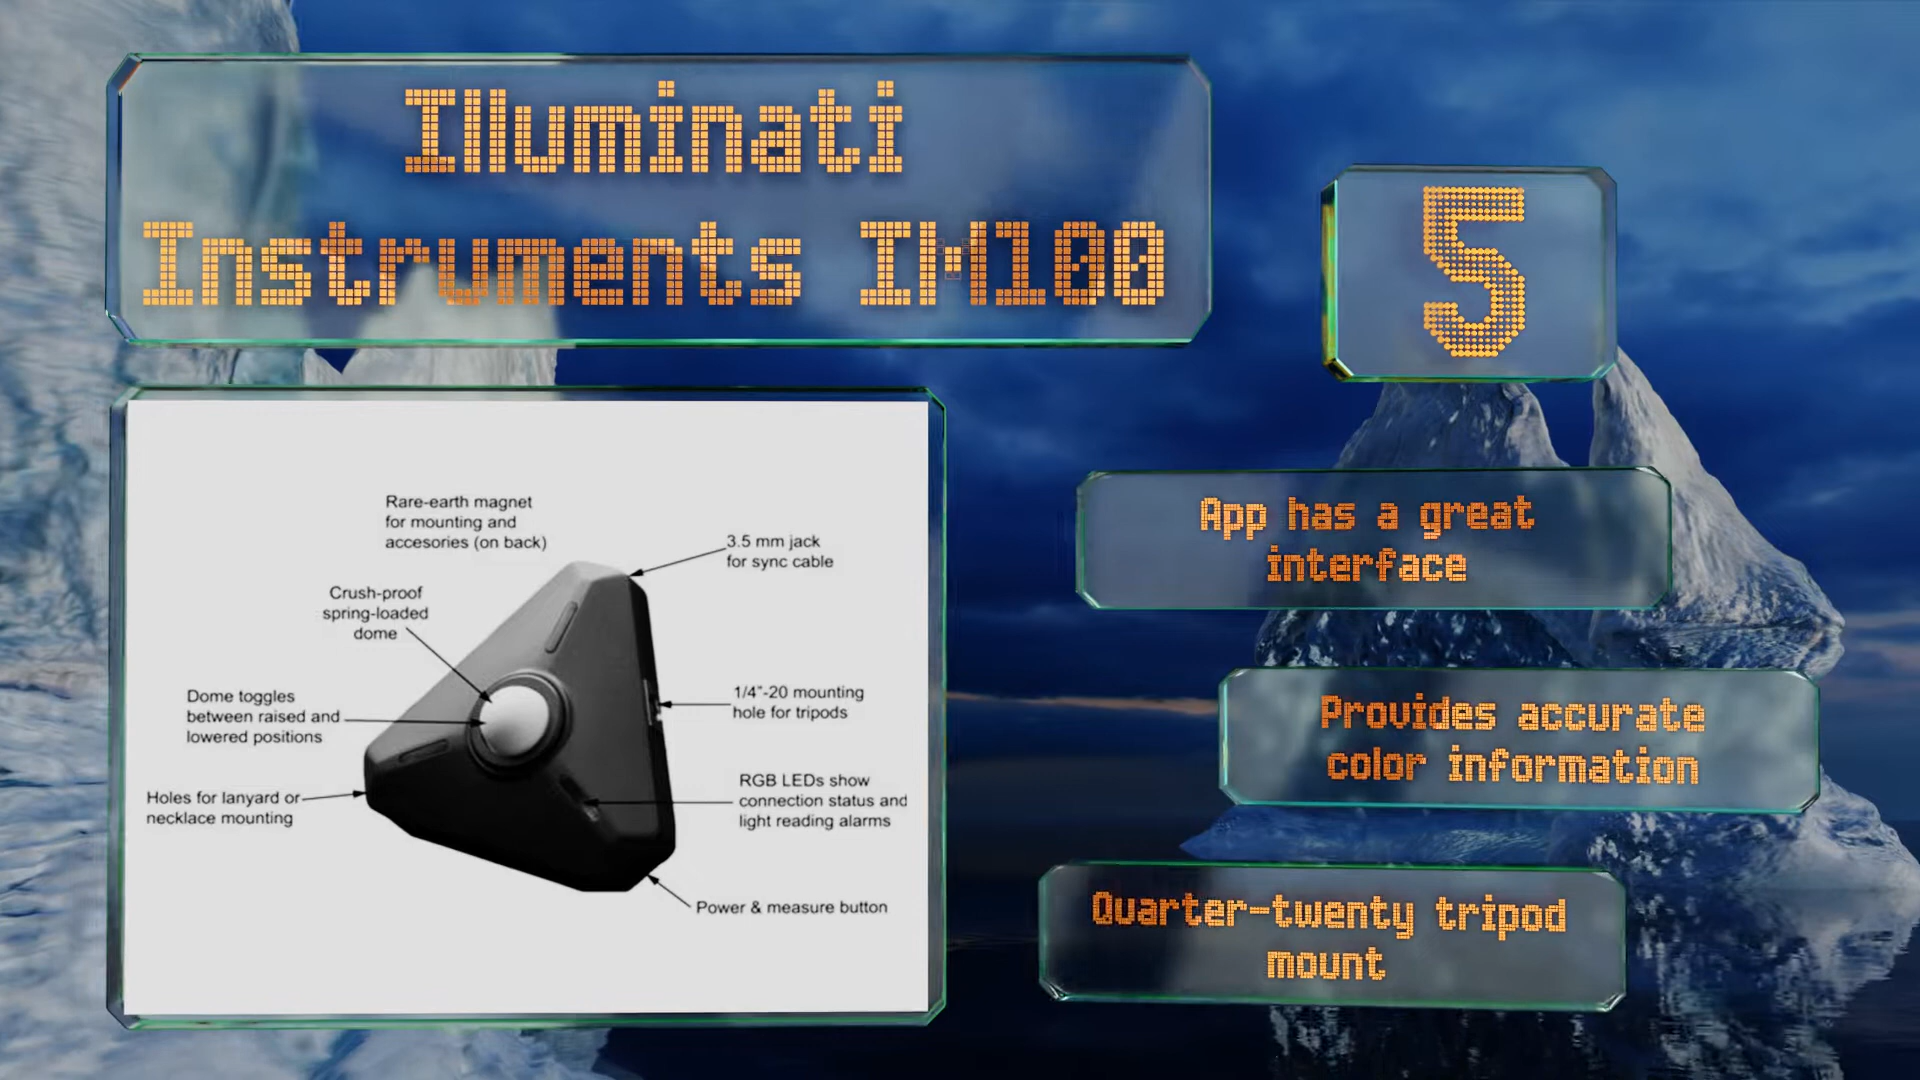 Illuminati
Instruments IM100
5
Rare-earth magnet
for mounting and
accesories (on back)
3.5 mm jack
for sync cable
Crush-proof
spring-loaded
dome
Dome toggles
between raised and
lowered positions
1/4"-20 mounting
hole for tripods
Holes for lanyard or
necklace mounting
RGB LEDs show
connection status and
light reading alarms
Power & measure button
App has a great
interface
Provides accurate
color information
Quarter-twenty tripod
mount